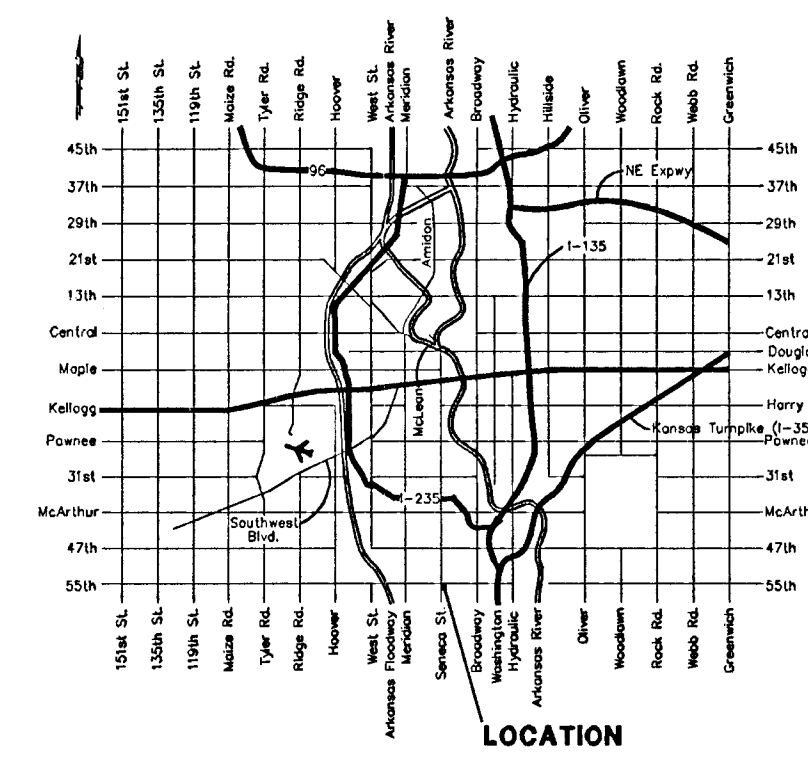 151st St.
135th St.
119th St.
Maize Rd.
Tyler Rd.
Ridge Rd.
Hoover
West St.
Arkansas River
Meridian
Arkansas River
Broadway
Hydraulic
Hillside
Oliver
Woodlawn
Rock Rd.
Webb Rd.
Greenwich
45th
45th
96
NE Expwy
37th
37th
29th
29th
Amidon
I-135
21st
21st
13th
13th
Central
Centra
Dougl
Maple
Kellog
McLean
Kellogg
Harry
Kansas Turnpike (I-35
Pawnee
Pawnee
31st
31st
I-235
McArthur
McArth
Southwest
Blvd.
47th
47th
55th
55th
151st St.
135th St.
119th St.
Maize Rd.
Tyler Rd.
Ridge Rd.
Hoover
West St.
Arkansas Floodway
Meridian
Seneca St.
Broadway
Washington
Hydraulic
Arkansas River
Oliver
Woodlawn
Rock Rd.
Webb Rd.
Greenwich
LOCATION